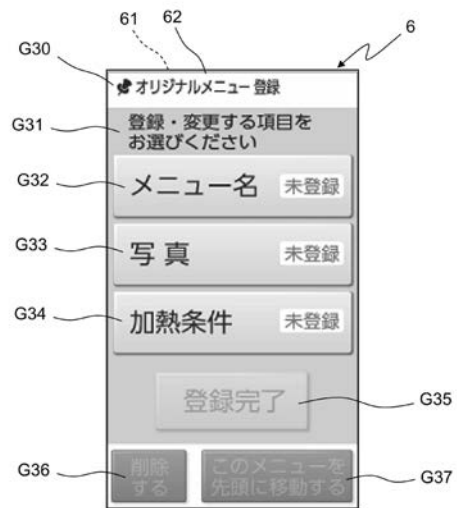 61
62
6
G30
オリジナルメニュー 登録
G31
登録・変更する項目を
お選びください
G32
メニュー名 未登録
G33
写真 未登録
G34
加熱条件 未登録
登録完了
G35
G36
削除
する
このメニューを
先頭に移動する
G37